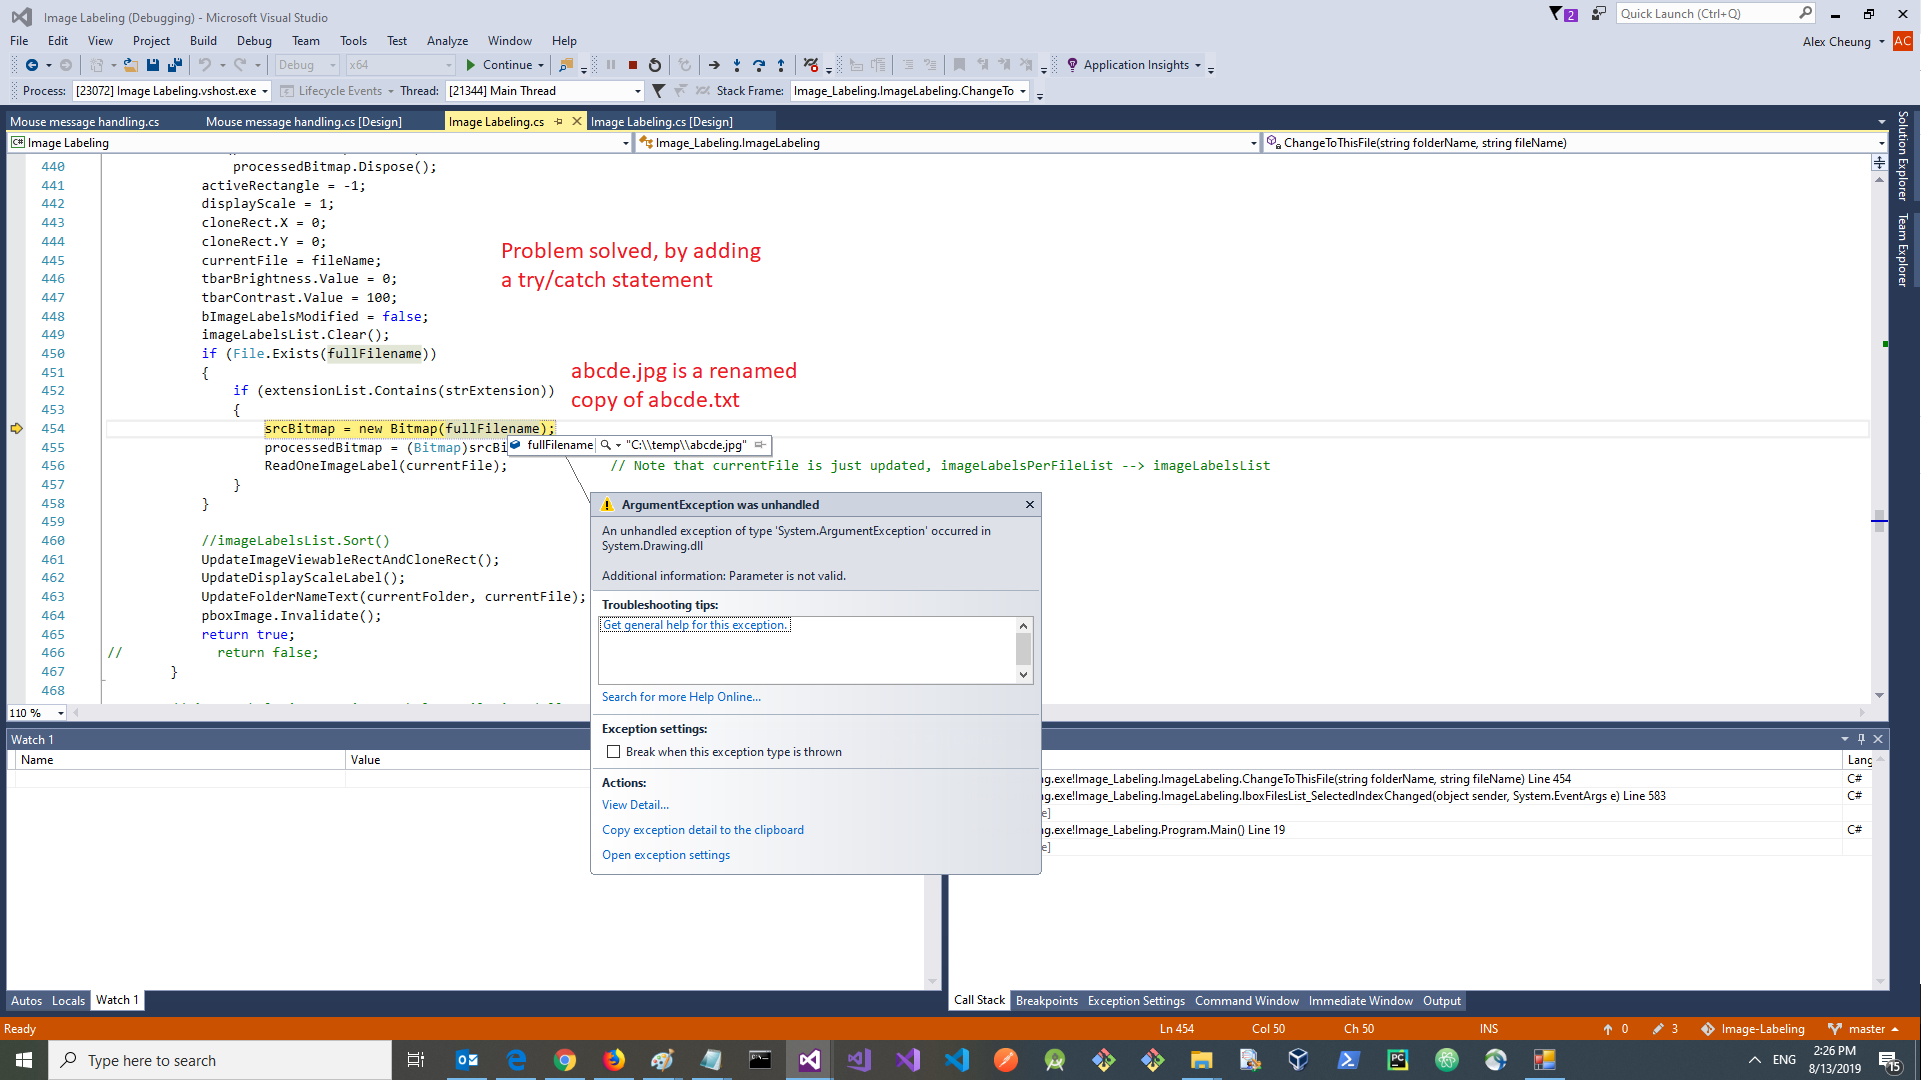 Image Labeling (Debugging) - Microsoft Visual Studio
2
Quick Launch (Ctrl+Q)
File Edit View Project Build Debug Team Tools Test Analyze Window Help
Alex Cheung AC
Debug x64 Continue Application Insights
Process: [23072] Image Labeling.vshost.exe Lifecycle Events Thread: [21344] Main Thread Stack Frame: Image_Labeling.ImageLabeling.ChangeTo
Mouse message handling.cs Mouse message handling.cs [Design] Image Labeling.cs Image Labeling.cs [Design]
C# Image Labeling Image_Labeling.ImageLabeling ChangeToThisFile(string folderName, string fileName)
Solution Explorer
Team Explorer
440 processedBitmap.Dispose();
441 activeRectangle = -1;
442 displayScale = 1;
443 cloneRect.X = 0;
444 cloneRect.Y = 0;
445 currentFile = fileName;
446 tbarBrightness.Value = 0;
447 tbarContrast.Value = 100;
448 bImageLabelsModified = false;
449 imageLabelsList.Clear();
450 if (File.Exists(fullFilename))
451 {
452 if (extensionList.Contains(strExtension))
453 {
454 srcBitmap = new Bitmap(fullFilename);
455 processedBitmap = (Bitmap)srcBi
456 ReadOneImageLabel(currentFile); // Note that currentFile is just updated, imageLabelsPerFileList --> imageLabelsList
457 }
458 }
459
460 //imageLabelsList.Sort()
461 UpdateImageViewableRectAndCloneRect();
462 UpdateDisplayScaleLabel();
463 UpdateFolderNameText(currentFolder, currentFile);
464 pboxImage.Invalidate();
465 return true;
466 // return false;
467 }
468
Problem solved, by adding
a try/catch statement
abcde.jpg is a renamed
copy of abcde.txt
fullFilename "C:\\temp\\abcde.jpg"
ArgumentException was unhandled
An unhandled exception of type 'System.ArgumentException' occurred in
System.Drawing.dll
Additional information: Parameter is not valid.
Troubleshooting tips:
Get general help for this exception.
Search for more Help Online...
Exception settings:
Break when this exception type is thrown
Actions:
View Detail...
Copy exception detail to the clipboard
Open exception settings
110 %
Watch 1
Name Value
Lang
ng.exe!Image_Labeling.ImageLabeling.ChangeToThisFile(string folderName, string fileName) Line 454 C#
ng.exe!Image_Labeling.ImageLabeling.lboxFilesList_SelectedIndexChanged(object sender, System.EventArgs e) Line 583 C#
e]
ng.exe!Image_Labeling.Program.Main() Line 19 C#
e]
Autos Locals Watch 1
Call Stack Breakpoints Exception Settings Command Window Immediate Window Output
Ready Ln 454 Col 50 Ch 50 INS 0 3 Image-Labeling master
Type here to search
PC
ENG
2:26 PM
8/13/2019
15